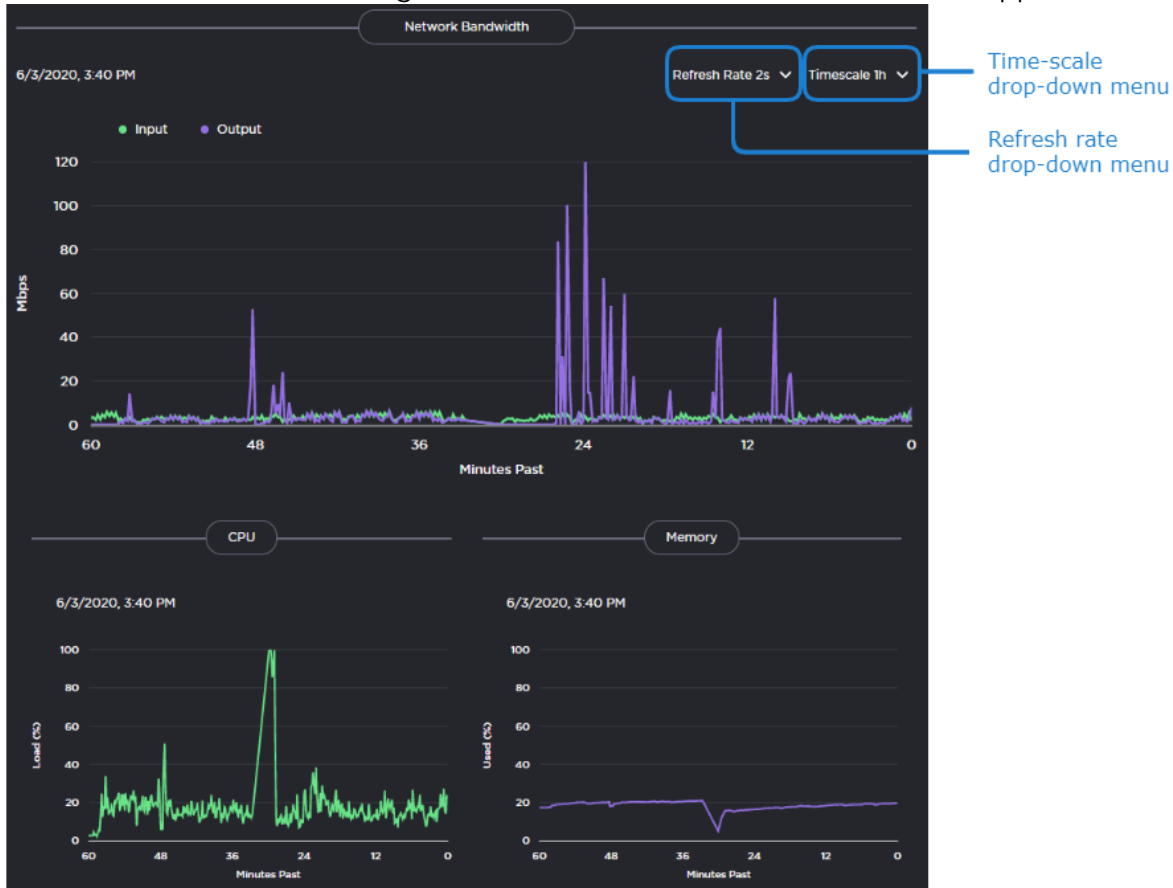 Network Bandwidth
6/3/2020, 3:40 PM
Refresh Rate 2s
Timescale 1h
Time-scale
drop-down menu
Refresh rate
drop-down menu
Input
Output
120
100
80
60
40
20
0
Mbps
60 48 36 24 12 0
Minutes Past
CPU
6/3/2020, 3:40 PM
100
80
60
40
20
0
Load (%)
60 48 36 24 12 0
Minutes Past
Memory
6/3/2020, 3:40 PM
100
80
60
40
20
0
Used (%)
60 48 36 24 12 0
Minutes Past